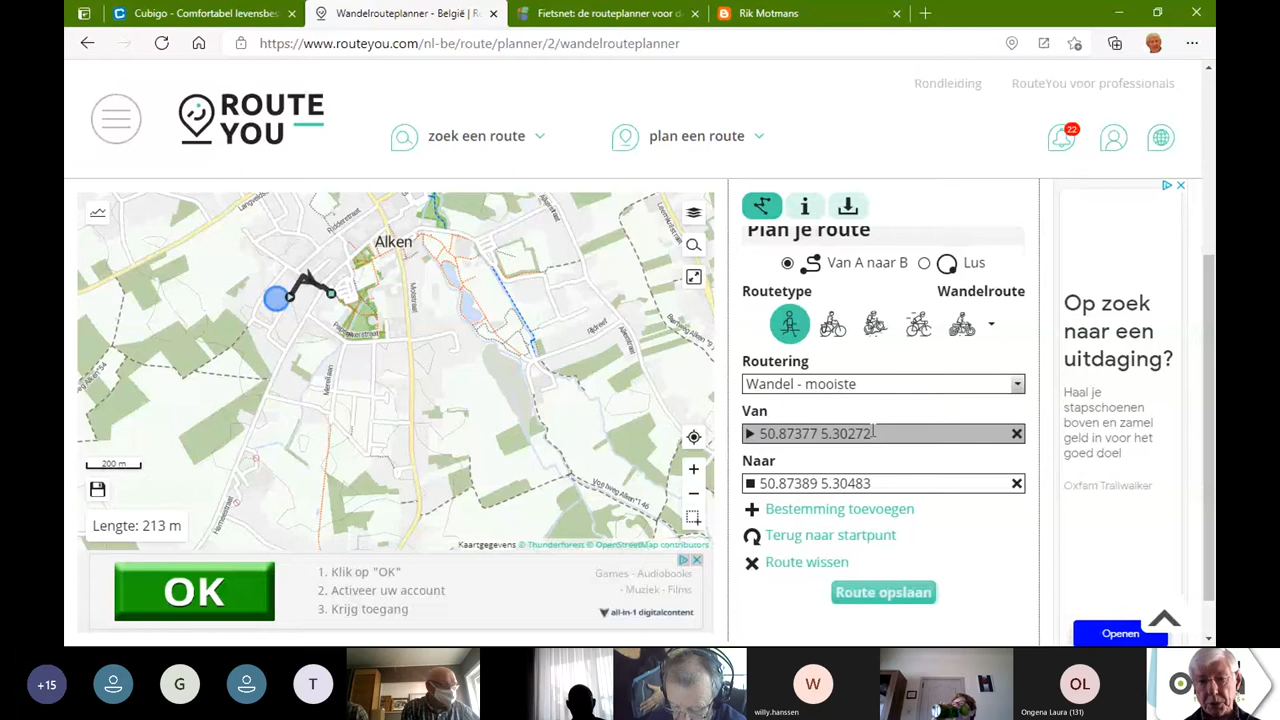 Cubigo - Comfortabel levensbes
Wandelrouteplanner - België | R
Fietsnet: de routeplanner voor d
Rik Motmans
https://www.routeyou.com/nl-be/route/planner/2/wandelrouteplanner
Rondleiding
RouteYou voor professionals
ROUTE
YOU
zoek een route
plan een route
22
Alken
Langveldstraat
Ridderstraat
Motstraat
Meerlaan
Papenakkerstraat
200 m
Lengte: 213 m
Kaartgegevens © Thunderforest © OpenStreetMap contributors
Plan je route
Van A naar B
Lus
Routetype
Wandelroute
Routering
Wandel - mooiste
Van
50.87377 5.30272
Naar
50.87389 5.30483
Bestemming toevoegen
Terug naar startpunt
Route wissen
Route opslaan
Op zoek
naar een
uitdaging?
Haal je
stapschoenen
boven en zamel
geld in voor het
goed doel
Oxfam Trailwalker
Openen
OK
1. Klik op "OK"
2. Activeer uw account
3. Krijg toegang
Games - Audiobooks
- Muziek - Films
all-in-1 digitalcontent
+15
G
T
W
willy.hanssen
OL
Ongena Laura (131)